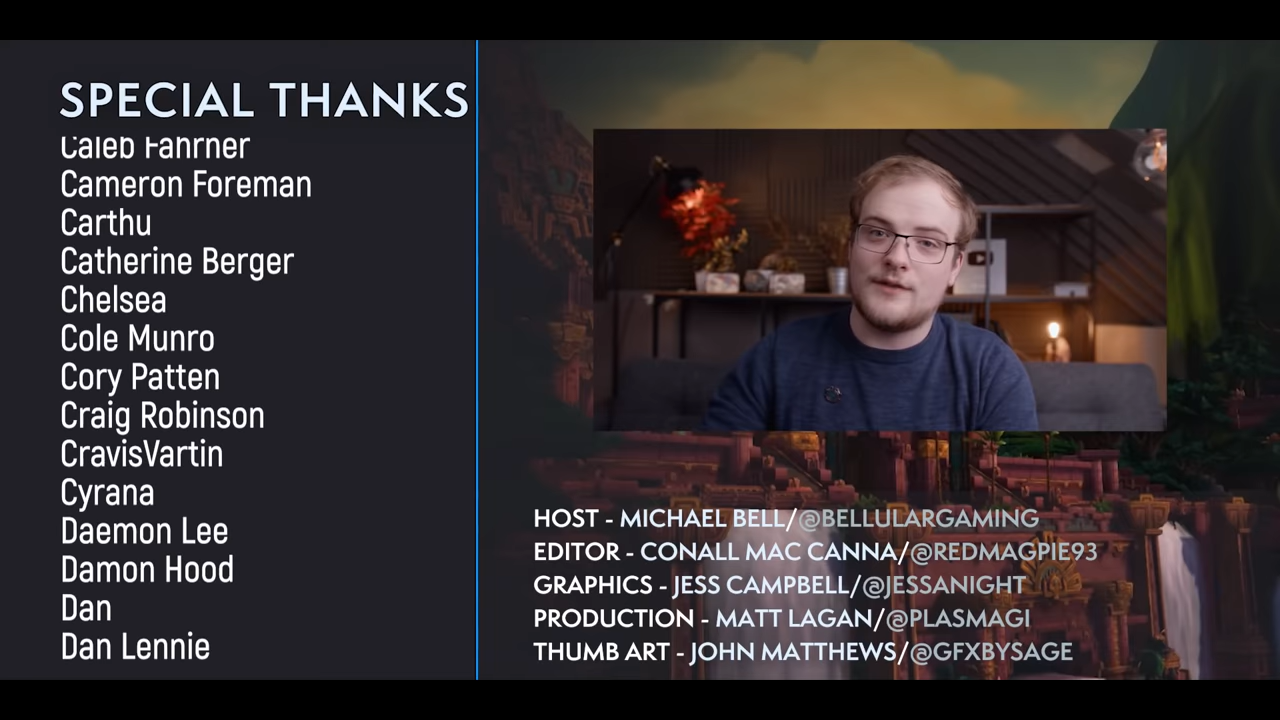 SPECIAL THANKS
Caleb Fahrner
Cameron Foreman
Carthu
Catherine Berger
Chelsea
Cole Munro
Cory Patten
Craig Robinson
CravisVartin
Cyrana
Daemon Lee
Damon Hood
Dan
Dan Lennie
HOST - MICHAEL BELL/@BELLULARGAMING
EDITOR - CONALL MAC CANNA/@REDMAGPIE93
GRAPHICS - JESS CAMPBELL/@JESSANIGHT
PRODUCTION - MATT LAGAN/@PLASMAGI
THUMB ART - JOHN MATTHEWS/@GFXBYSAGE